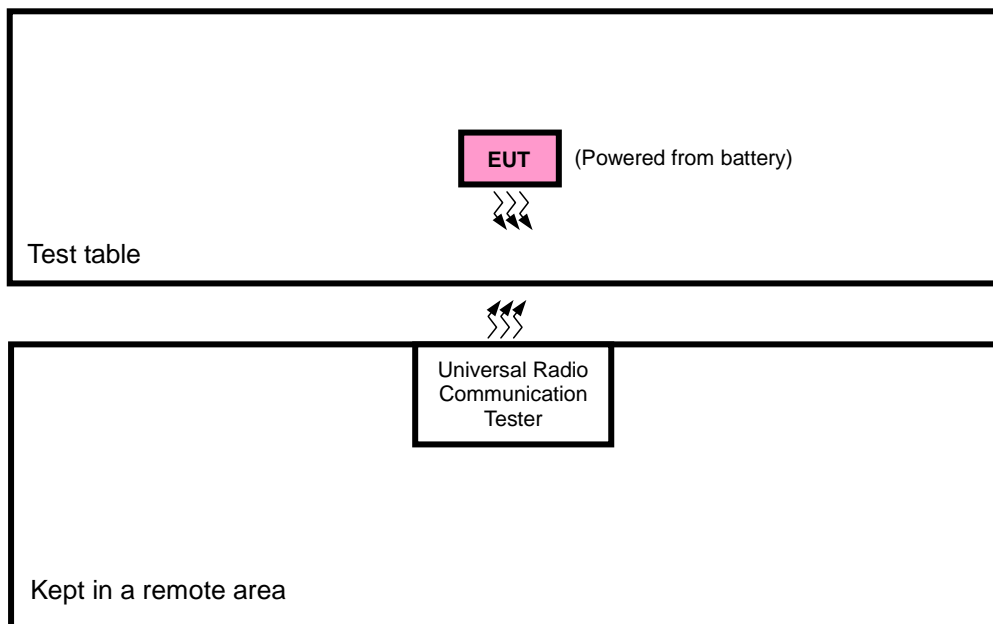 EUT
(Powered from battery)
Test table
Universal Radio
Communication
Tester
Kept in a remote area